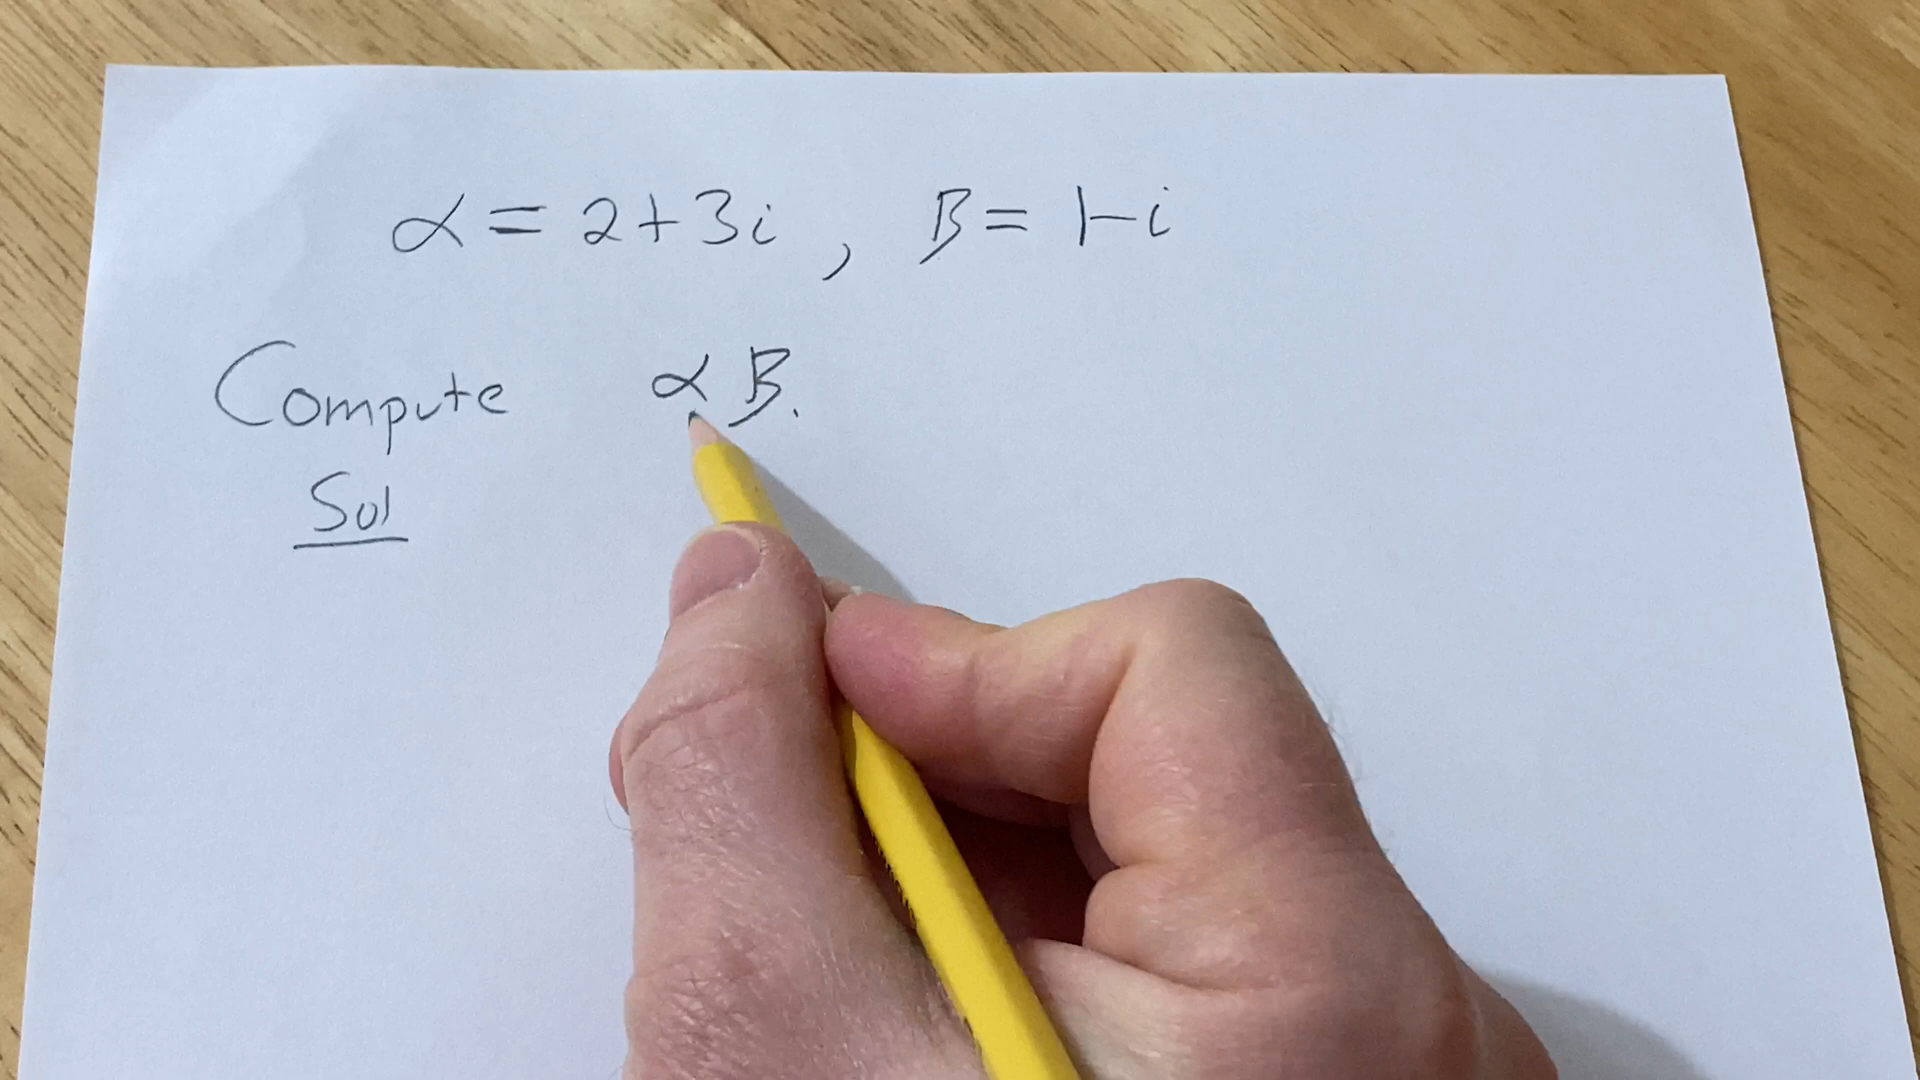 α = 2+3i , β = 1-i
Compute αβ.
Sol